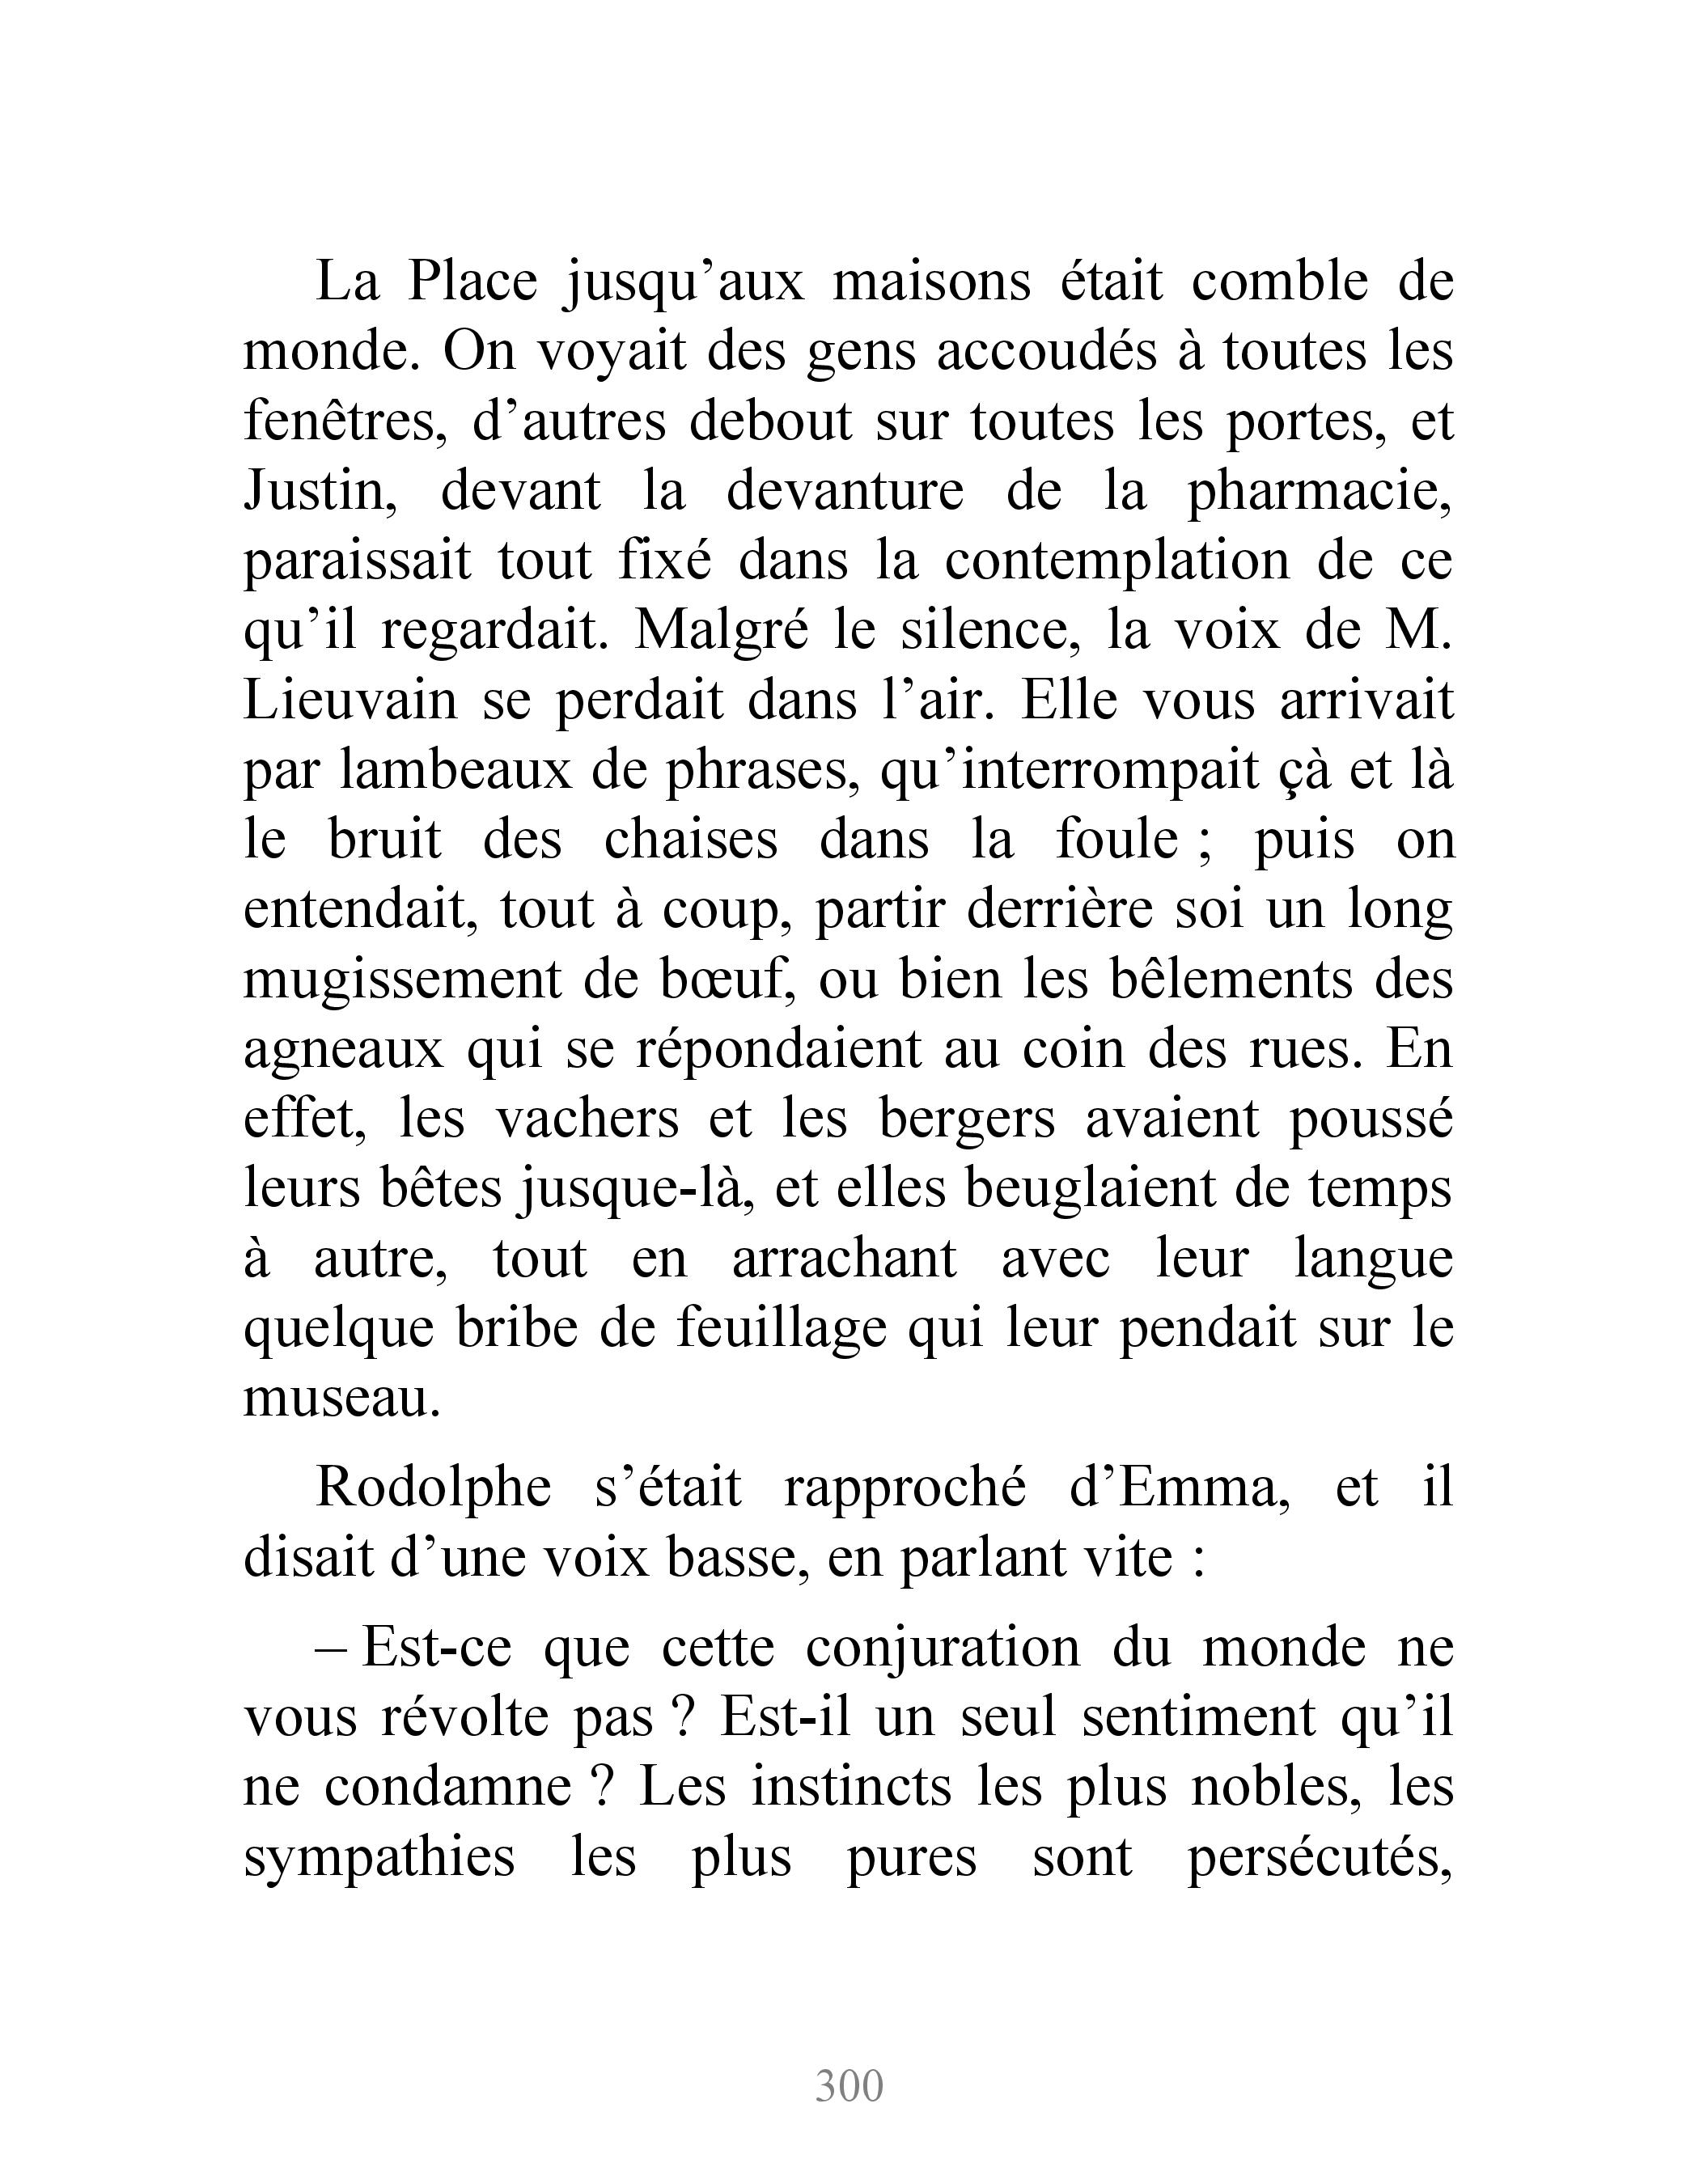 La Place jusqu’aux maisons était comble de
monde. On voyait des gens accoudés à toutes les
fenêtres, d’autres debout sur toutes les portes, et
Justin, devant la devanture de la pharmacie,
paraissait tout fixé dans la contemplation de ce
qu’il regardait. Malgré le silence, la voix de M.
Lieuvain se perdait dans l’air. Elle vous arrivait
par lambeaux de phrases, qu’interrompait çà et là
le bruit des chaises dans la foule ; puis on
entendait, tout à coup, partir derrière soi un long
mugissement de bœuf, ou bien les bêlements des
agneaux qui se répondaient au coin des rues. En
effet, les vachers et les bergers avaient poussé
leurs bêtes jusque-là, et elles beuglaient de temps
à autre, tout en arrachant avec leur langue
quelque bribe de feuillage qui leur pendait sur le
museau.
Rodolphe s’était rapproché d’Emma, et il
disait d’une voix basse, en parlant vite :
– Est-ce que cette conjuration du monde ne
vous révolte pas ? Est-il un seul sentiment qu’il
ne condamne ? Les instincts les plus nobles, les
sympathies les plus pures sont persécutés,
300